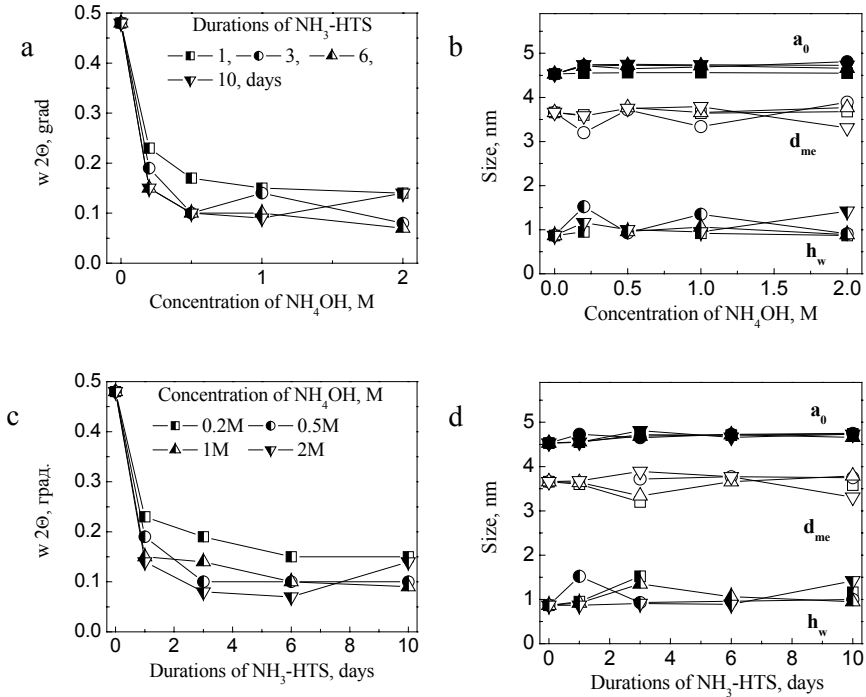 a
Durations of NH₃-HTS
1, 3, 6,
10, days
w 2Θ, grad
0.5
0.4
0.3
0.2
0.1
0.0
0 1 2
Concentration of NH₄OH, M
b
Size, nm
5
4
3
2
1
0
a₀
d_me
h_w
0.0 0.5 1.0 1.5 2.0
Concentration of NH₄OH, M
c
Concentration of NH₄OH, M
0.2M 0.5M
1M 2M
w 2Θ, град.
0.5
0.4
0.3
0.2
0.1
0.0
0 2 4 6 8 10
Durations of NH₃-HTS, days
d
Size, nm
5
4
3
2
1
0
a₀
d_me
h_w
0 2 4 6 8 10
Durations of NH₃-HTS, days